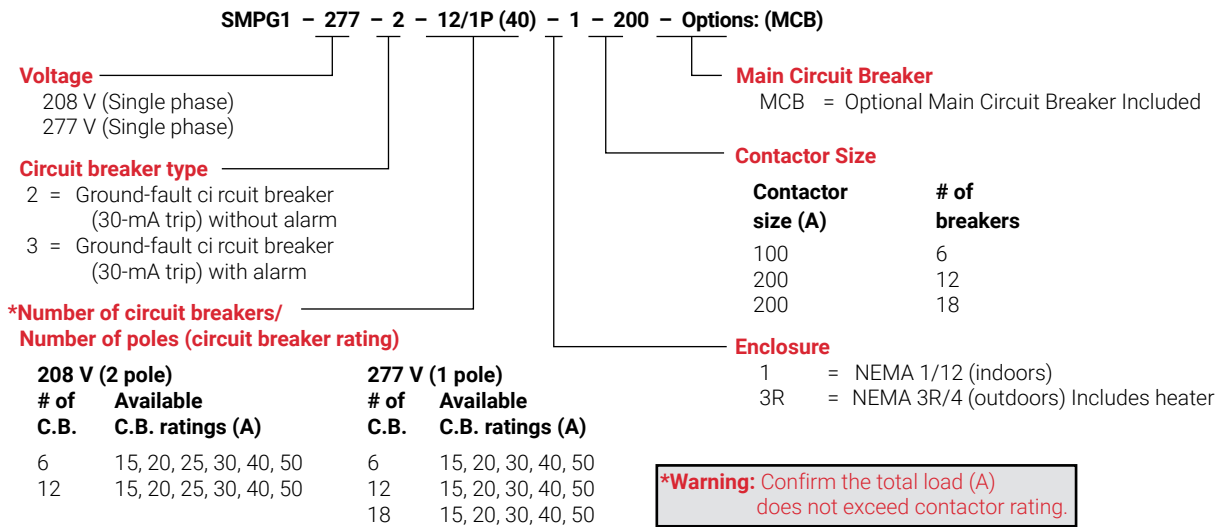 SMPG1 – 277 – 2 – 12/1P (40) – 1 – 200 – Options: (MCB)
Voltage
208 V (Single phase)
277 V (Single phase)
Circuit breaker type
2 = Ground-fault ci rcuit breaker
(30-mA trip) without alarm
3 = Ground-fault ci rcuit breaker
(30-mA trip) with alarm
*Number of circuit breakers/
Number of poles (circuit breaker rating)
208 V (2 pole)
# of Available
C.B. C.B. ratings (A)
6 15, 20, 25, 30, 40, 50
12 15, 20, 25, 30, 40, 50
277 V (1 pole)
# of Available
C.B. C.B. ratings (A)
6 15, 20, 30, 40, 50
12 15, 20, 30, 40, 50
18 15, 20, 30, 40, 50
Main Circuit Breaker
MCB = Optional Main Circuit Breaker Included
Contactor Size
Contactor # of
size (A) breakers
100 6
200 12
200 18
Enclosure
1 = NEMA 1/12 (indoors)
3R = NEMA 3R/4 (outdoors) Includes heater
*Warning: Confirm the total load (A)
does not exceed contactor rating.